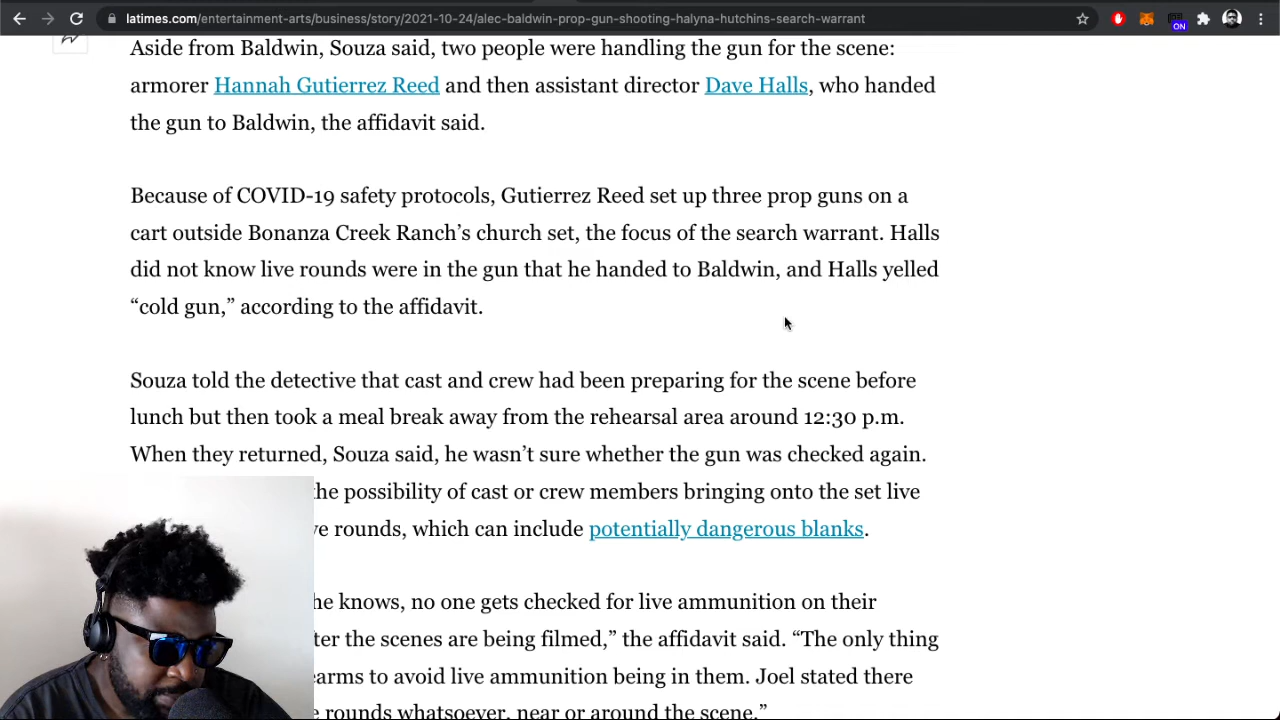 latimes.com/entertainment-arts/business/story/2021-10-24/alec-baldwin-prop-gun-shooting-halyna-hutchins-search-warrant
ON
Aside from Baldwin, Souza said, two people were handling the gun for the scene:
armorer Hannah Gutierrez Reed and then assistant director Dave Halls, who handed
the gun to Baldwin, the affidavit said.
Because of COVID-19 safety protocols, Gutierrez Reed set up three prop guns on a
cart outside Bonanza Creek Ranch’s church set, the focus of the search warrant. Halls
did not know live rounds were in the gun that he handed to Baldwin, and Halls yelled
“cold gun,” according to the affidavit.
Souza told the detective that cast and crew had been preparing for the scene before
lunch but then took a meal break away from the rehearsal area around 12:30 p.m.
When they returned, Souza said, he wasn’t sure whether the gun was checked again.
the possibility of cast or crew members bringing onto the set live
rounds, which can include potentially dangerous blanks.
he knows, no one gets checked for live ammunition on their
the scenes are being filmed,” the affidavit said. “The only thing
to avoid live ammunition being in them. Joel stated there
rounds whatsoever, near or around the scene.”